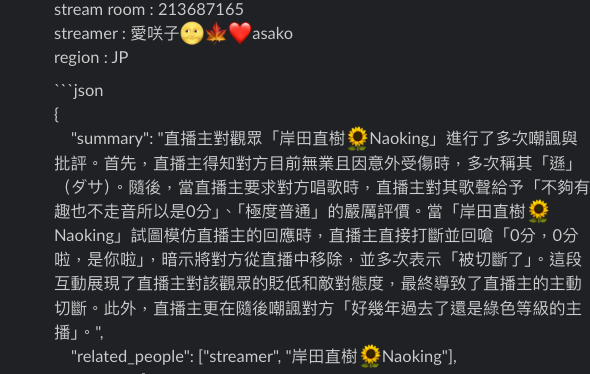 stream room : 213687165
streamer : 愛咲子🌝🍁❤️asako
region : JP
```json
{
"summary": "直播主對觀眾「岸田直樹🌻Naoking」進行了多次嘲諷與
批評。首先，直播主得知對方目前無業且因意外受傷時，多次稱其「遜」
（ダサ）。隨後，當直播主要求對方唱歌時，直播主對其歌聲給予「不夠有
趣也不走音所以是0分」、「極度普通」的嚴厲評價。當「岸田直樹🌻
Naoking」試圖模仿直播主的回應時，直播主直接打斷並回嗆「0分，0分
啦，是你啦」，暗示將對方從直播中移除，並多次表示「被切斷了」。這段
互動展現了直播主對該觀眾的貶低和敵對態度，最終導致了直播主的主動
切斷。此外，直播主更在隨後嘲諷對方「好幾年過去了還是綠色等級的主
播」。",
"related_people": ["streamer", "岸田直樹🌻Naoking"],